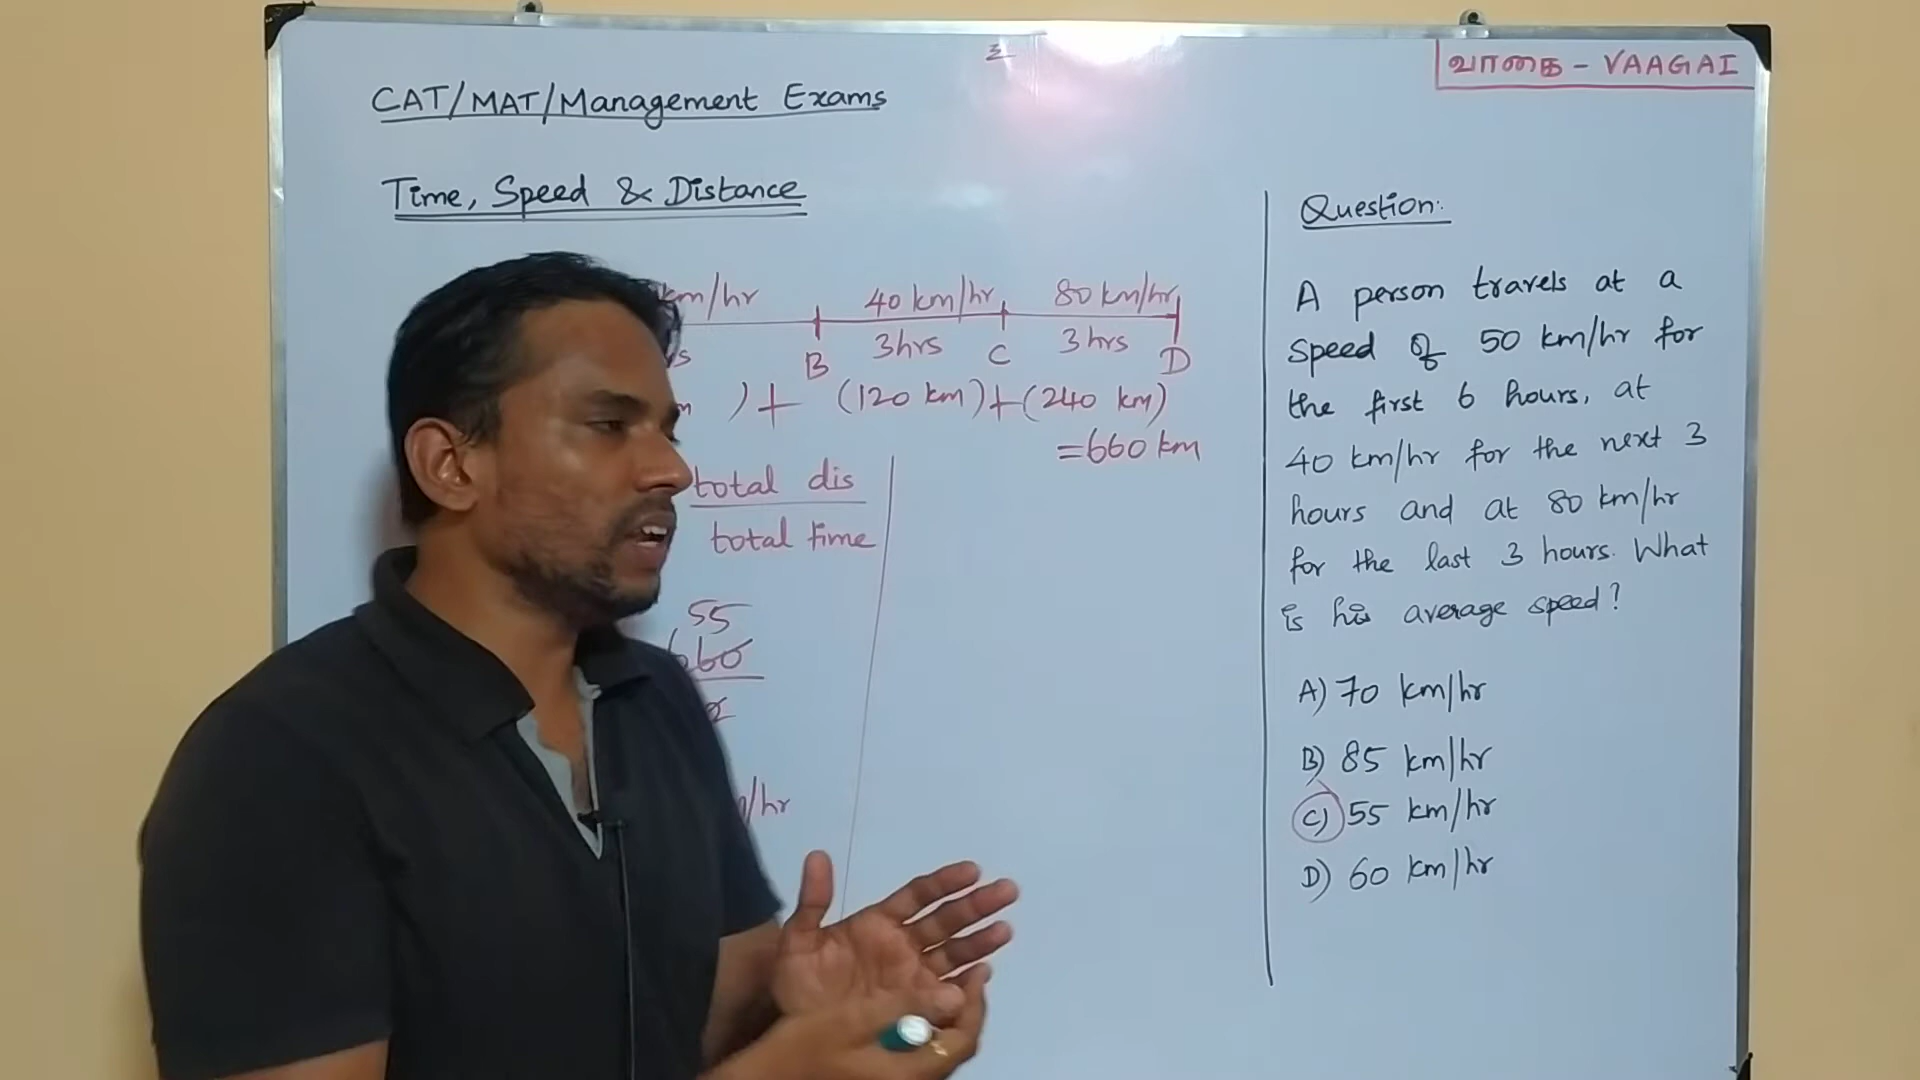 வாகை - VAAGAI
CAT/MAT/Management Exams
Time, Speed & Distance
km/hr 40 km/hr 80 km/hr
B 3hrs C 3 hrs D
) + (120 km) + (240 km)
= 660 km
total dis
total time
55
660
/hr
Question:
A person travels at a
speed of 50 km/hr for
the first 6 hours, at
40 km/hr for the next 3
hours and at 80 km/hr
for the last 3 hours. What
is his average speed?
A) 70 km/hr
B) 85 km/hr
C) 55 km/hr
D) 60 km/hr